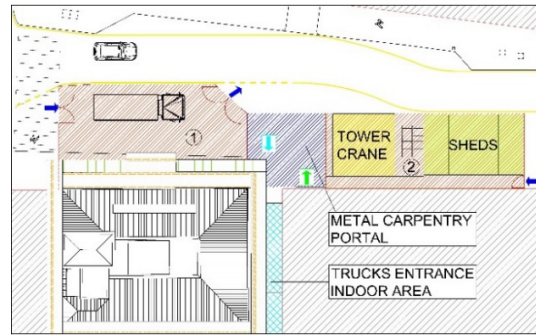 ①
TOWER
CRANE
②
SHEDS
METAL CARPENTRY
PORTAL
TRUCKS ENTRANCE
INDOOR AREA